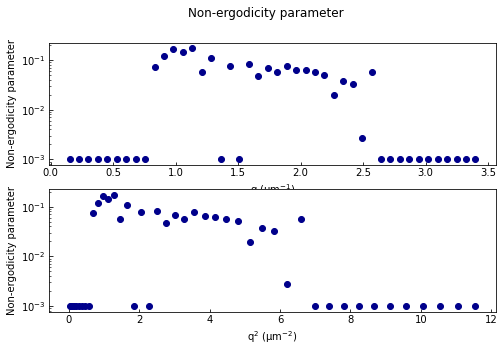 Non-ergodicity parameter
Non-ergodicity parameter
10⁻¹
10⁻²
10⁻³
0.0 0.5 1.0 1.5 2.0 2.5 3.0 3.5
q (μm⁻¹)
Non-ergodicity parameter
10⁻¹
10⁻²
10⁻³
0 2 4 6 8 10 12
q² (μm⁻²)